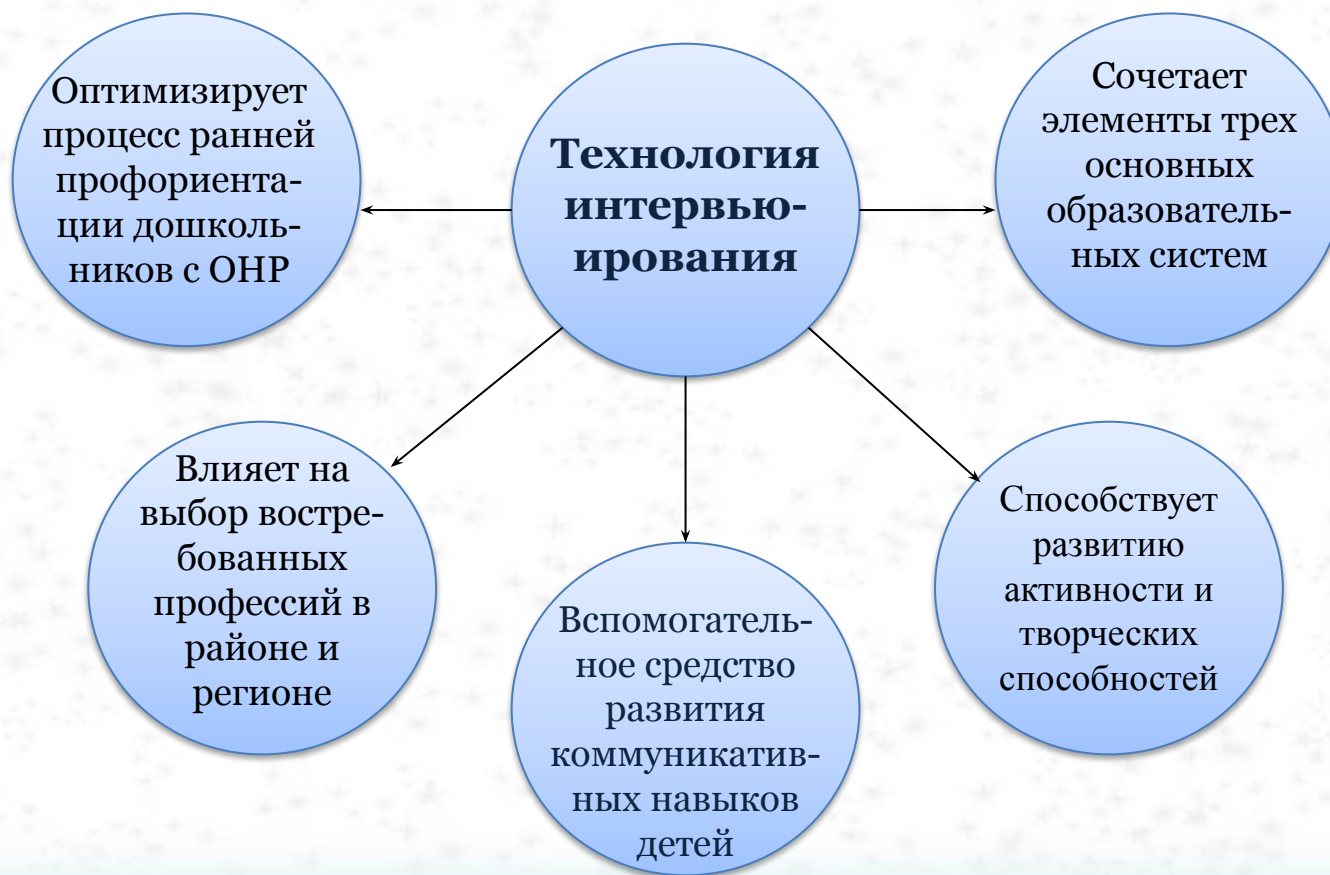 Оптимизирует
процесс ранней
профориента-
ции дошколь-
ников с ОНР
Технология
интервью-
ирования
Сочетает
элементы трех
основных
образователь-
ных систем
Влияет на
выбор востре-
бованных
профессий в
районе и
регионе
Вспомогатель-
ное средство
развития
коммуникатив-
ных навыков
детей
Способствует
развитию
активности и
творческих
способностей